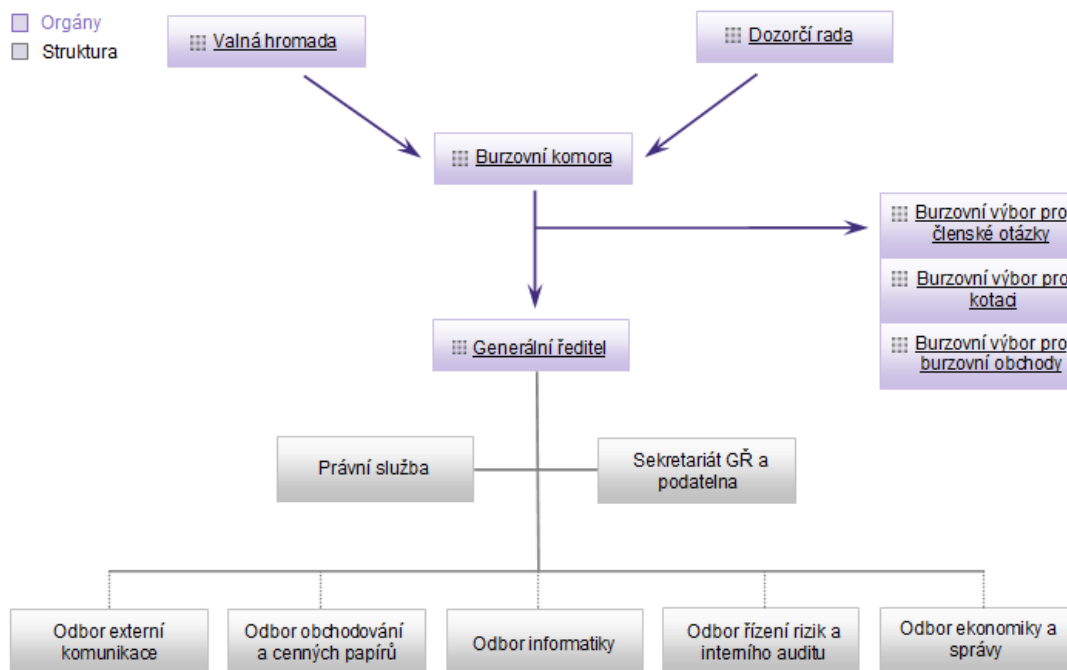 Orgány
Struktura
Valná hromada
Dozorčí rada
Burzovní komora
Burzovní výbor pro
členské otázky
Burzovní výbor pro
kotaci
Burzovní výbor pro
burzovní obchody
Generální ředitel
Právní služba
Sekretariát GŘ a
podatelna
Odbor externí
komunikace
Odbor obchodování
a cenných papírů
Odbor informatiky
Odbor řízení rizik a
interního auditu
Odbor ekonomiky a
správy